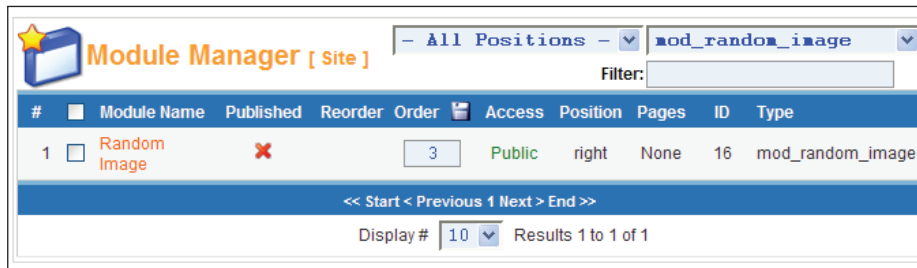 Module Manager [ Site ]
- All Positions - mod_random_image
Filter:
# Module Name Published Reorder Order Access Position Pages ID Type
1 Random Image 3 Public right None 16 mod_random_image
<< Start < Previous 1 Next > End >>
Display # 10 Results 1 to 1 of 1